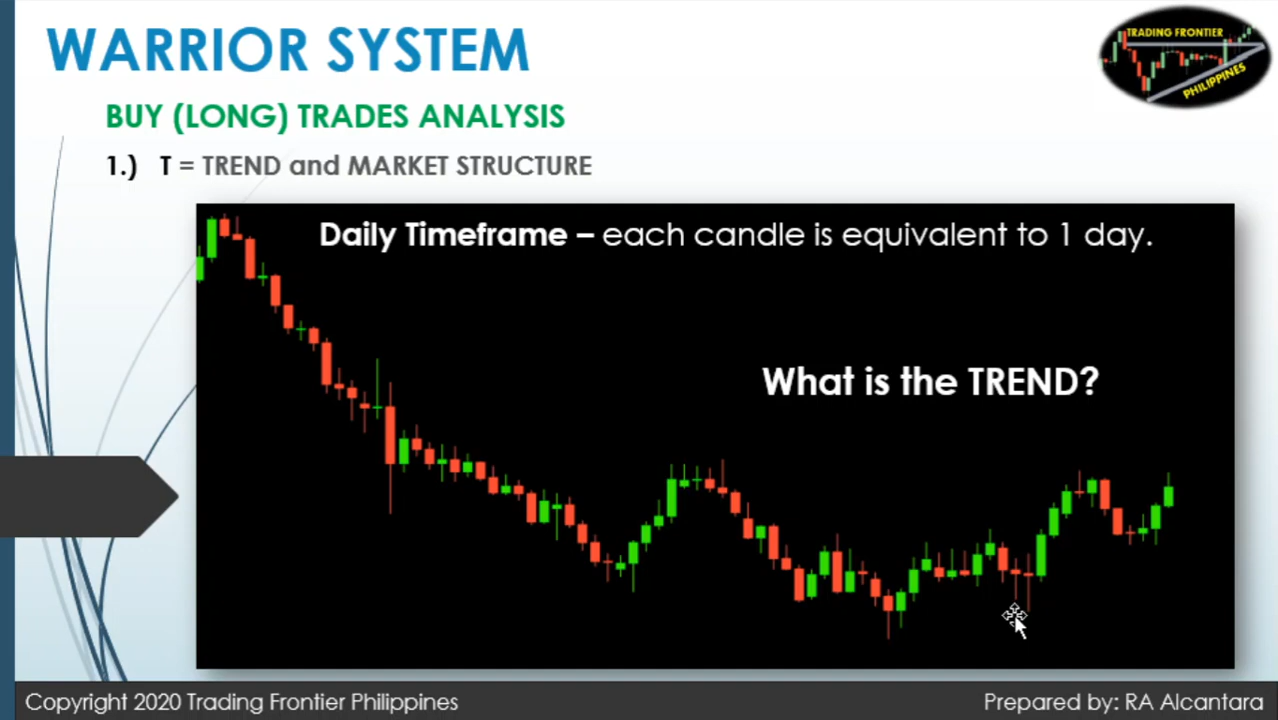 WARRIOR SYSTEM
TRADING FRONTIER
PHILIPPINES
BUY (LONG) TRADES ANALYSIS
1.) T = TREND and MARKET STRUCTURE
Daily Timeframe – each candle is equivalent to 1 day.
What is the TREND?
Copyright 2020 Trading Frontier Philippines
Prepared by: RA Alcantara